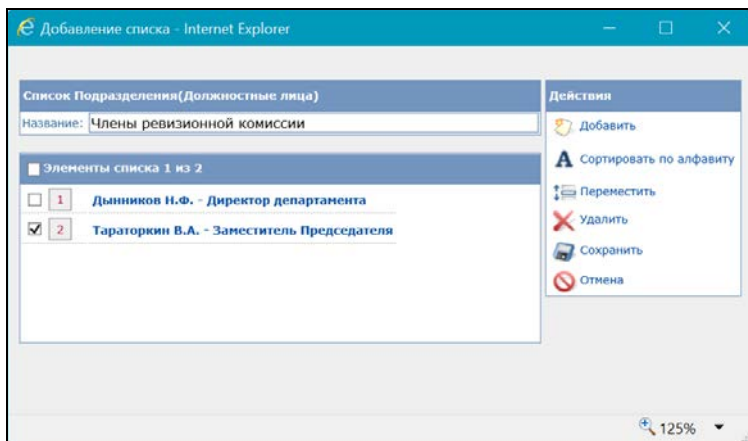 Добавление списка - Internet Explorer
Список Подразделения(Должностные лица)
Название: Члены ревизионной комиссии
Элементы списка 1 из 2
1 Дынников Н.Ф. - Директор департамента
2 Тараторкин В.А. - Заместитель Председателя
Действия
Добавить
Сортировать по алфавиту
Переместить
Удалить
Сохранить
Отмена
125%